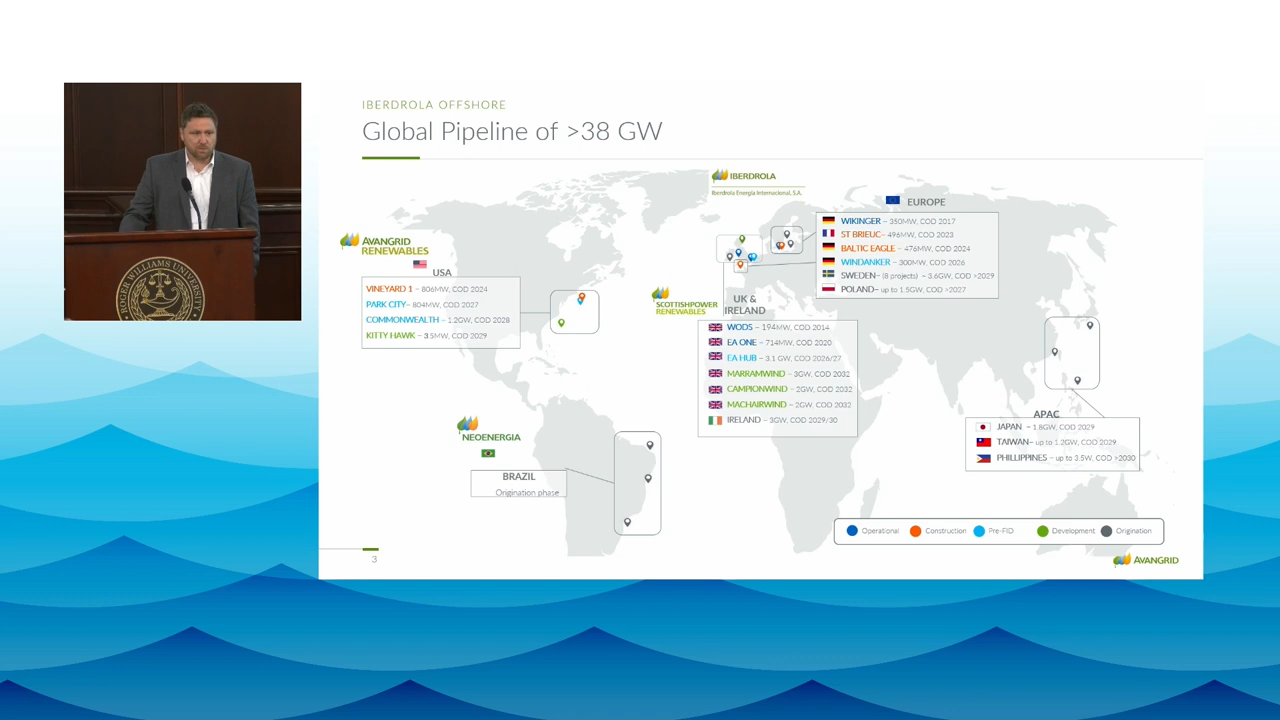 IBERDROLA OFFSHORE
Global Pipeline of >38 GW
IBERDROLA
Iberdrola Energía Internacional, S.A.
EUROPE
WIKINGER – 350MW, COD 2017
ST BRIEUC– 496MW, COD 2023
BALTIC EAGLE – 476MW, COD 2024
WINDANKER – 300MW, COD 2026
SWEDEN– (8 projects) – 3.6GW, COD >2029
POLAND– up to 1.5GW, COD >2027
AVANGRID
RENEWABLES
USA
VINEYARD 1 – 806MW, COD 2024
PARK CITY– 804MW, COD 2027
COMMONWEALTH – 1.2GW, COD 2028
KITTY HAWK – 3.5MW, COD 2029
SCOTTISHPOWER
RENEWABLES
UK &
IRELAND
WODS – 194MW, COD 2014
EA ONE – 714MW, COD 2020
EA HUB – 3.1 GW, COD 2026/27
MARRAMWIND – 3GW, COD 2032
CAMPIONWIND – 2GW, COD 2032
MACHAIRWIND – 2GW, COD 2032
IRELAND – 3GW, COD 2029/30
NEOENERGIA
BRAZIL
Origination phase
APAC
JAPAN – 1.8GW, COD 2029
TAIWAN– up to 1.2GW, COD 2029
PHILLIPPINES – up to 3.5W, COD >2030
Operational
Construction
Pre-FID
Development
Origination
3
AVANGRID
ROGER WILLIAMS UNIVERSITY